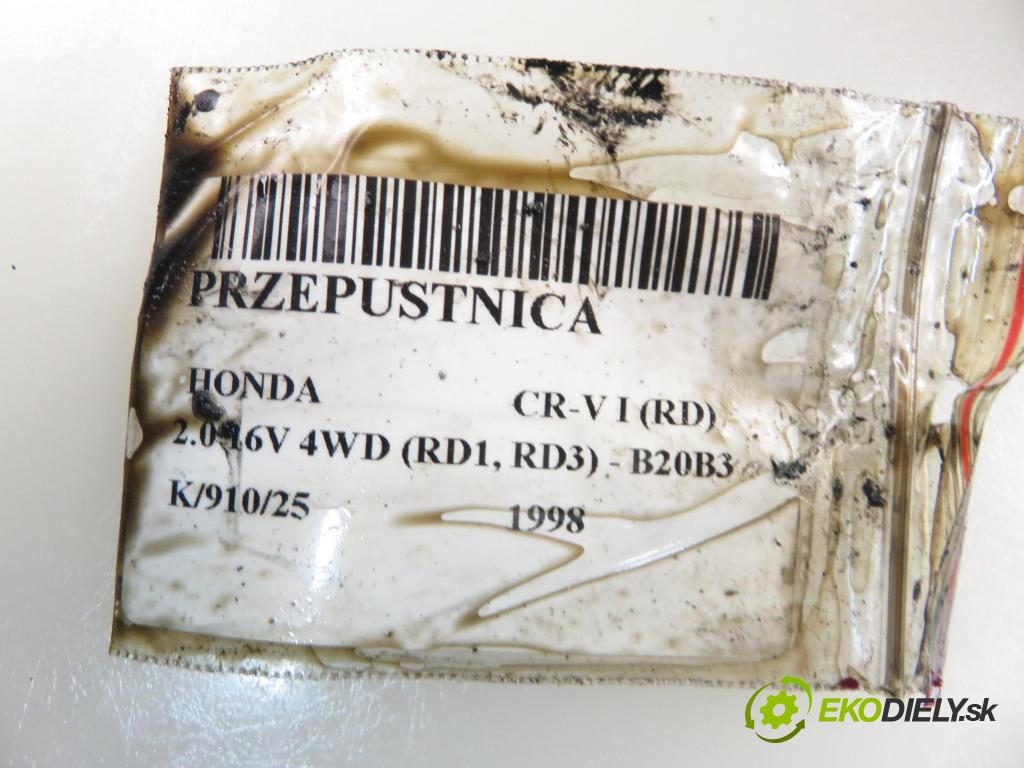 PRZEPUSTNICA
HONDA CR-V I (RD)
2.0 16V 4WD (RD1, RD3) - B20B3
K/910/25 1998
EKODIELY.sk